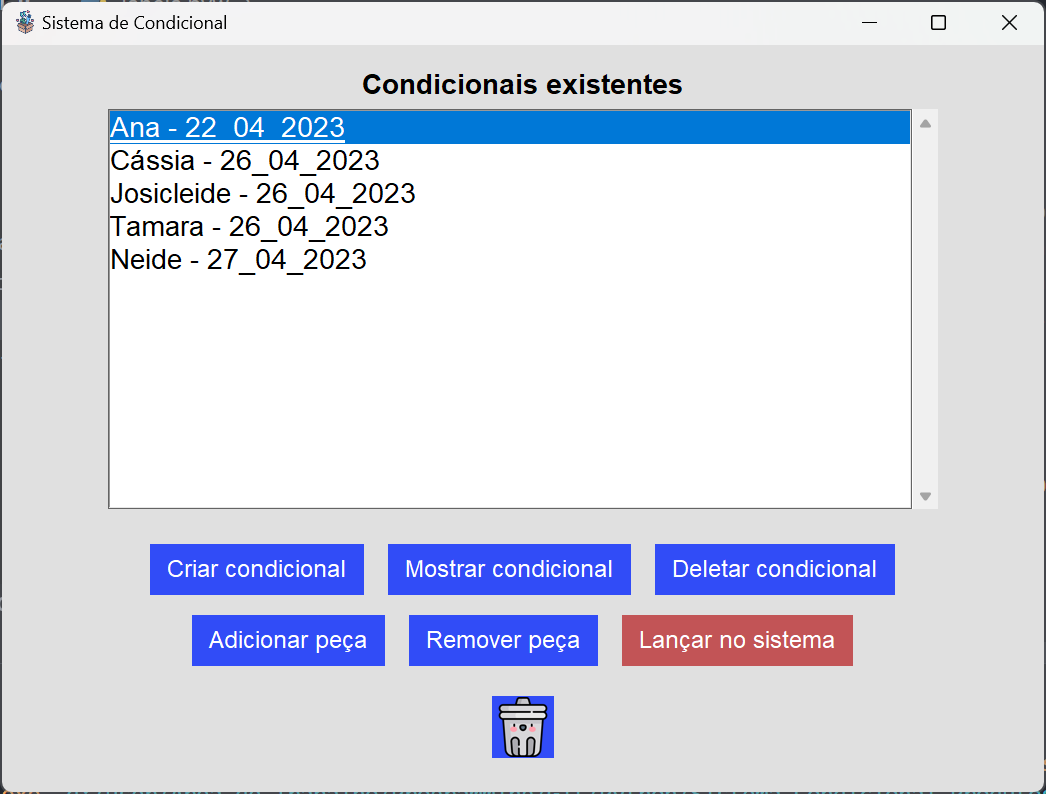 Sistema de Condicional
Condicionais existentes
Ana - 22_04_2023
Cássia - 26_04_2023
Josicleide - 26_04_2023
Tamara - 26_04_2023
Neide - 27_04_2023
Criar condicional Mostrar condicional Deletar condicional
Adicionar peça Remover peça Lançar no sistema